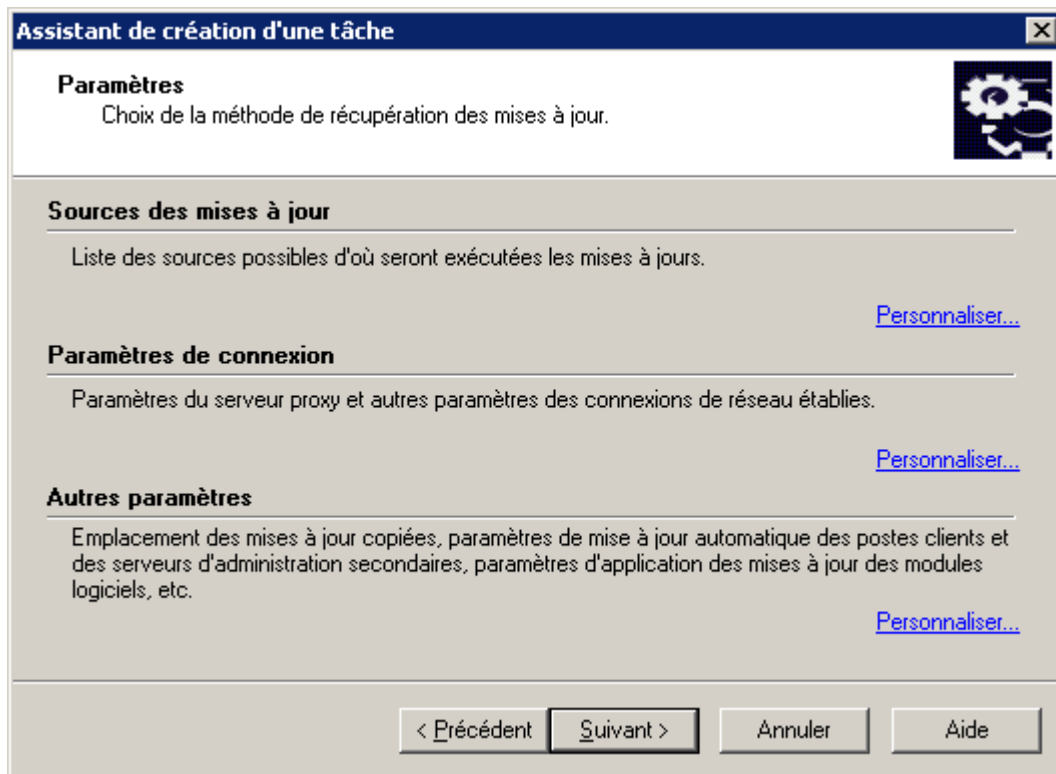 Assistant de création d'une tâche
Paramètres
Choix de la méthode de récupération des mises à jour.
Sources des mises à jour
Liste des sources possibles d'où seront exécutées les mises à jours.
Personnaliser...
Paramètres de connexion
Paramètres du serveur proxy et autres paramètres des connexions de réseau établies.
Personnaliser...
Autres paramètres
Emplacement des mises à jour copiées, paramètres de mise à jour automatique des postes clients et
des serveurs d'administration secondaires, paramètres d'application des mises à jour des modules
logiciels, etc.
Personnaliser...
< Précédent Suivant > Annuler Aide